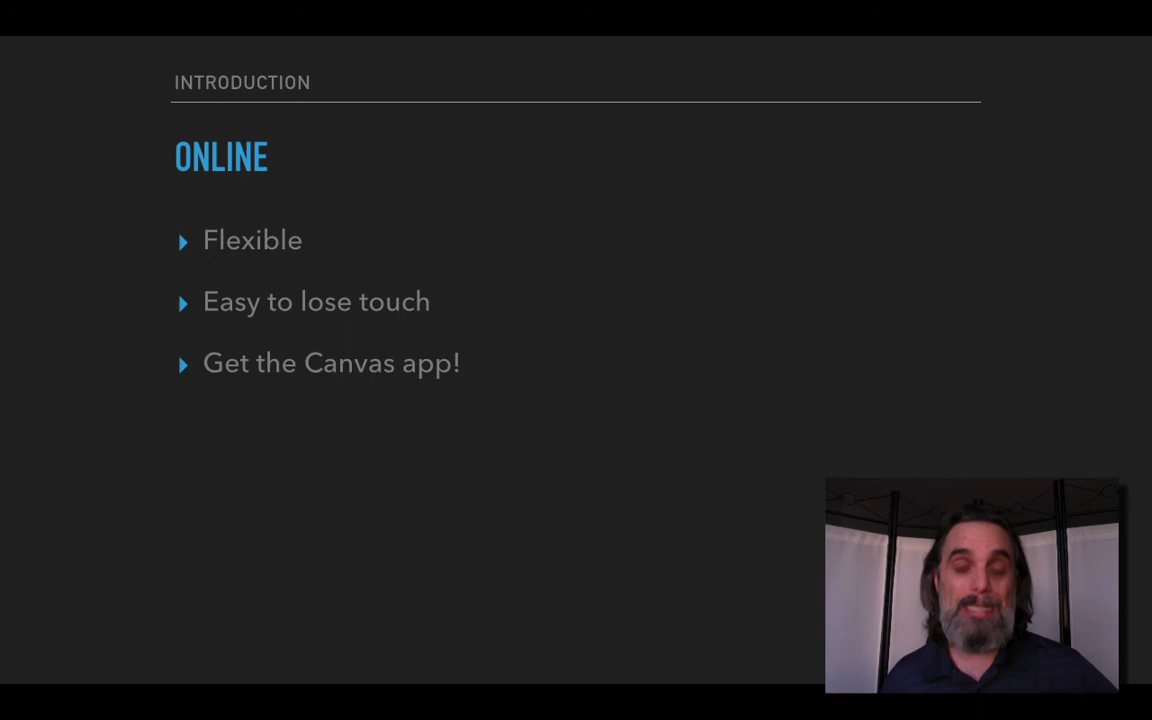 INTRODUCTION
ONLINE
Flexible
Easy to lose touch
Get the Canvas app!